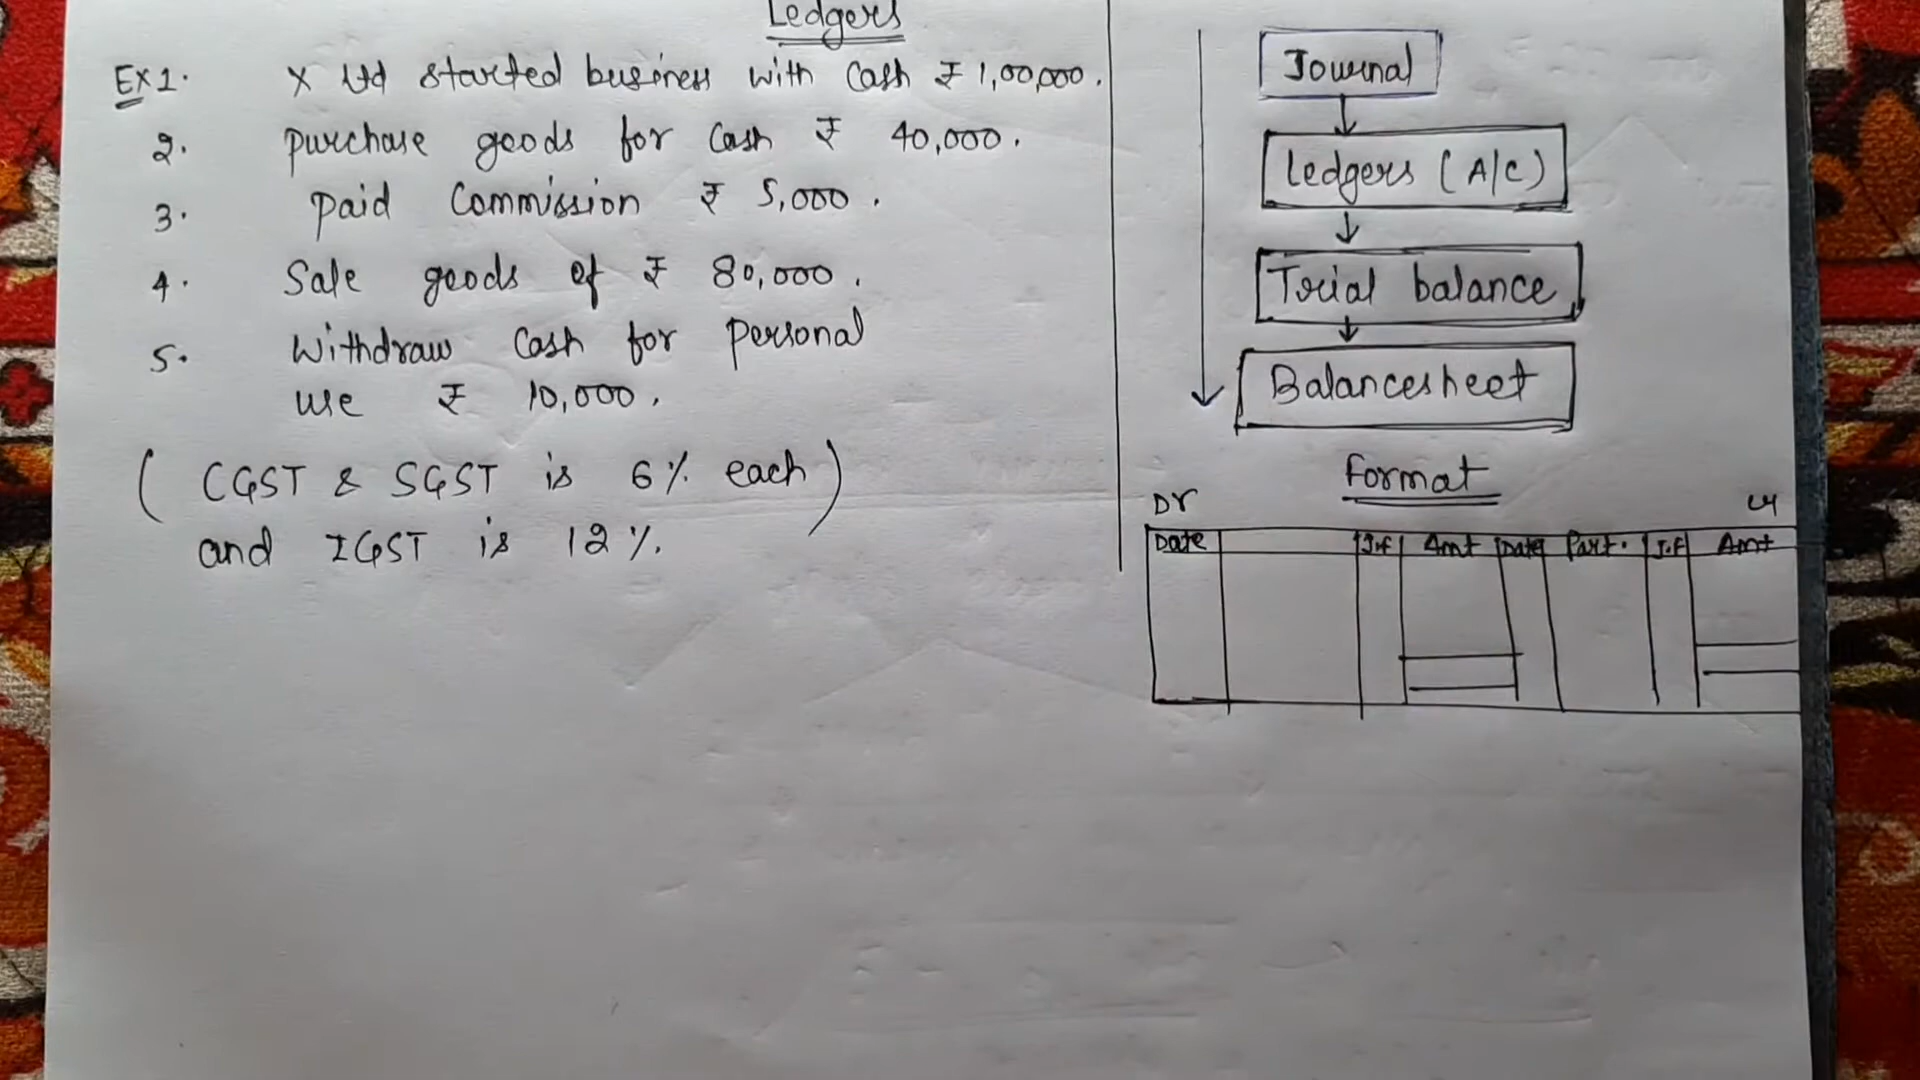 Ledgers
EX1. X Ltd started business with Cash ₹ 1,00,000.
2. purchase goods for Cash ₹ 40,000.
3. paid Commission ₹ 5,000.
4. Sale goods of ₹ 80,000.
5. Withdraw Cash for personal
use ₹ 10,000.
( CGST & SGST is 6% each )
and IGST is 12%.
Journal
Ledgers (A/C)
Trial balance
Balancesheet
Format
Dr Cr
Date J.f Amt Date Part. J.F Amt